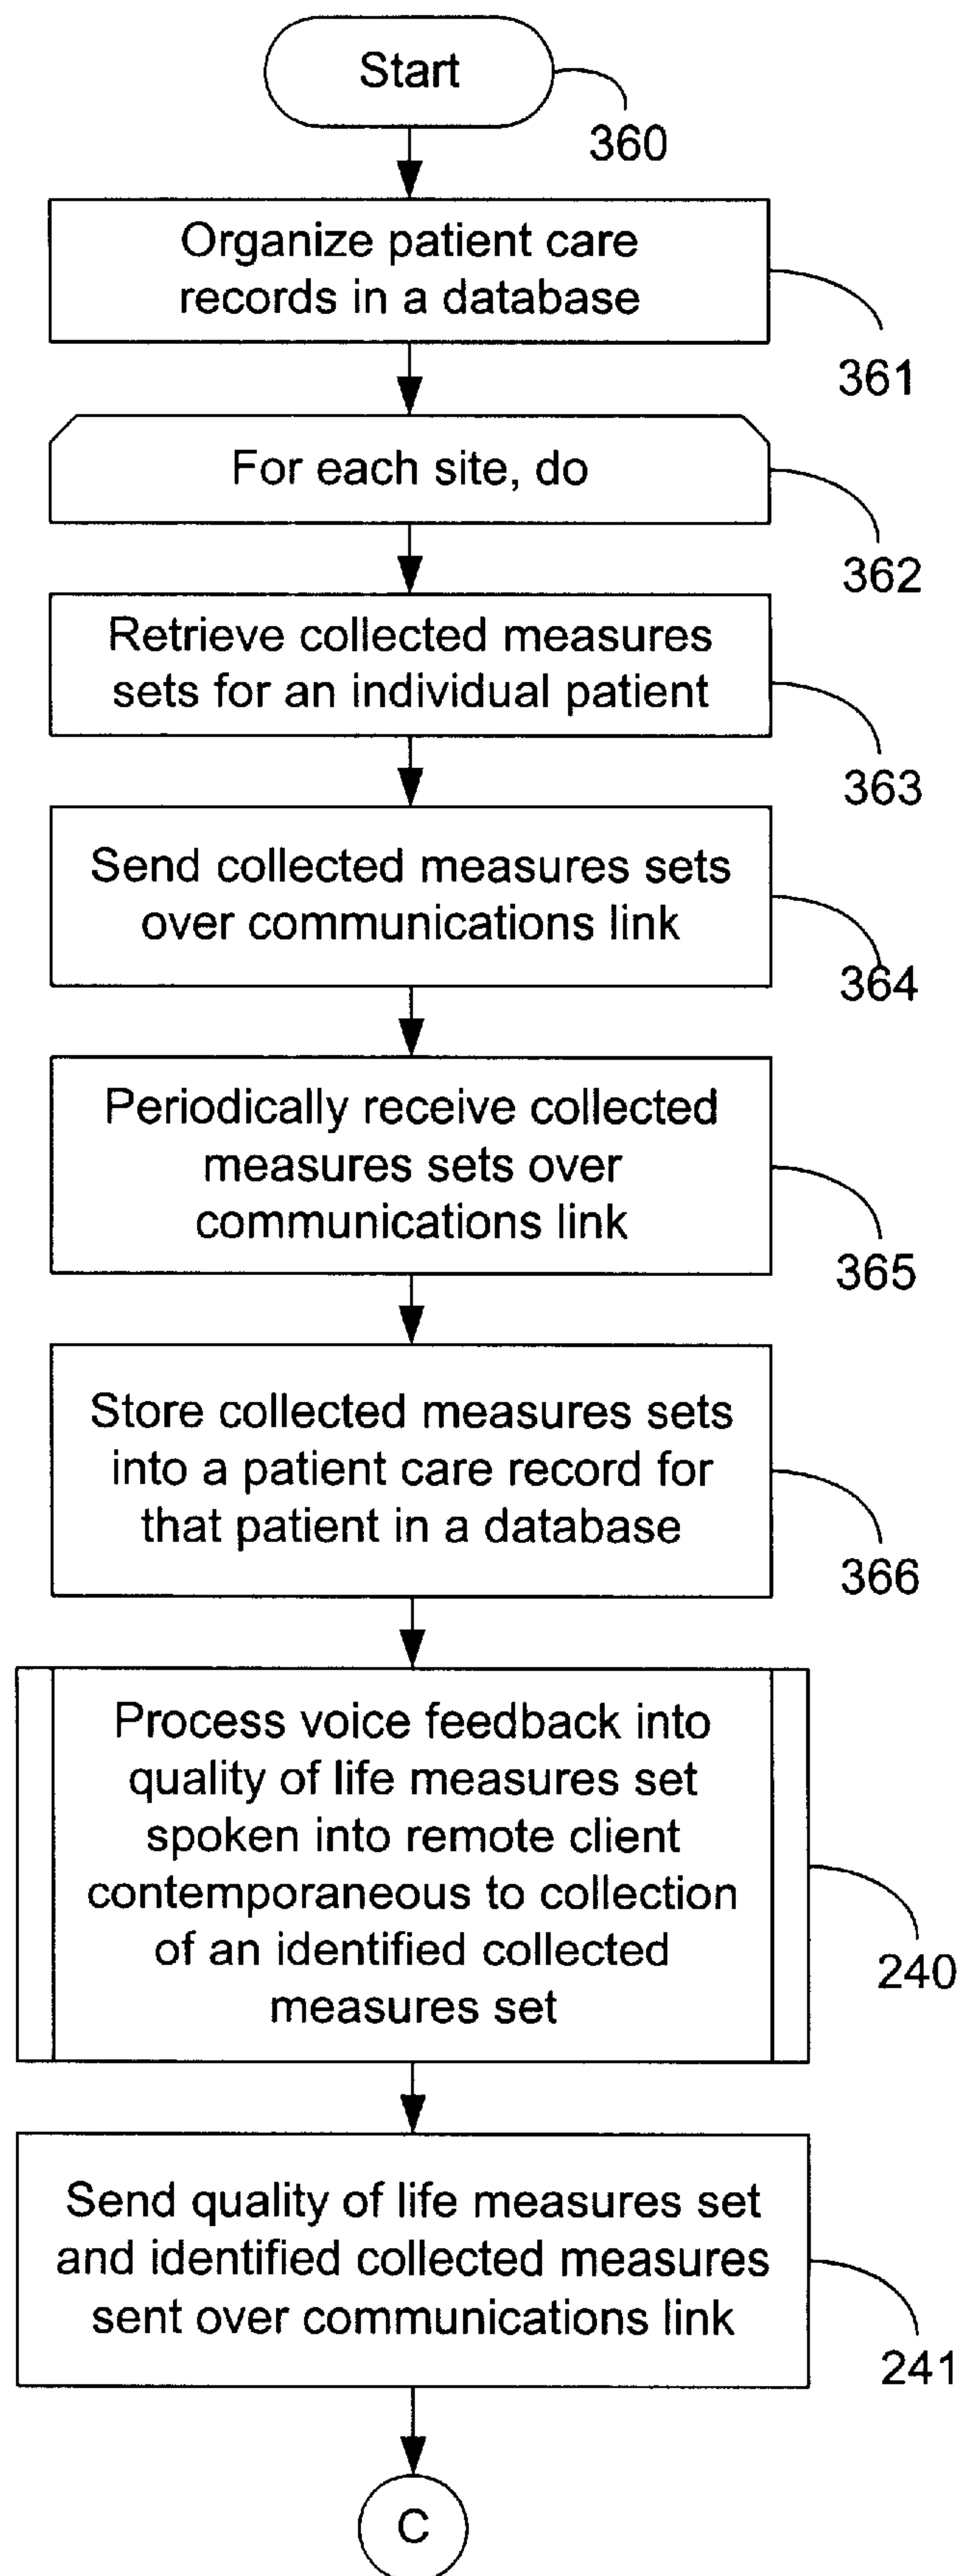 Start
360
Organize patient care
records in a database
361
For each site, do
362
Retrieve collected measures
sets for an individual patient
363
Send collected measures sets
over communications link
364
Periodically receive collected
measures sets over
communications link
365
Store collected measures sets
into a patient care record for
that patient in a database
366
Process voice feedback into
quality of life measures set
spoken into remote client
contemporaneous to collection
of an identified collected
measures set
240
Send quality of life measures set
and identified collected measures
sent over communications link
241
C